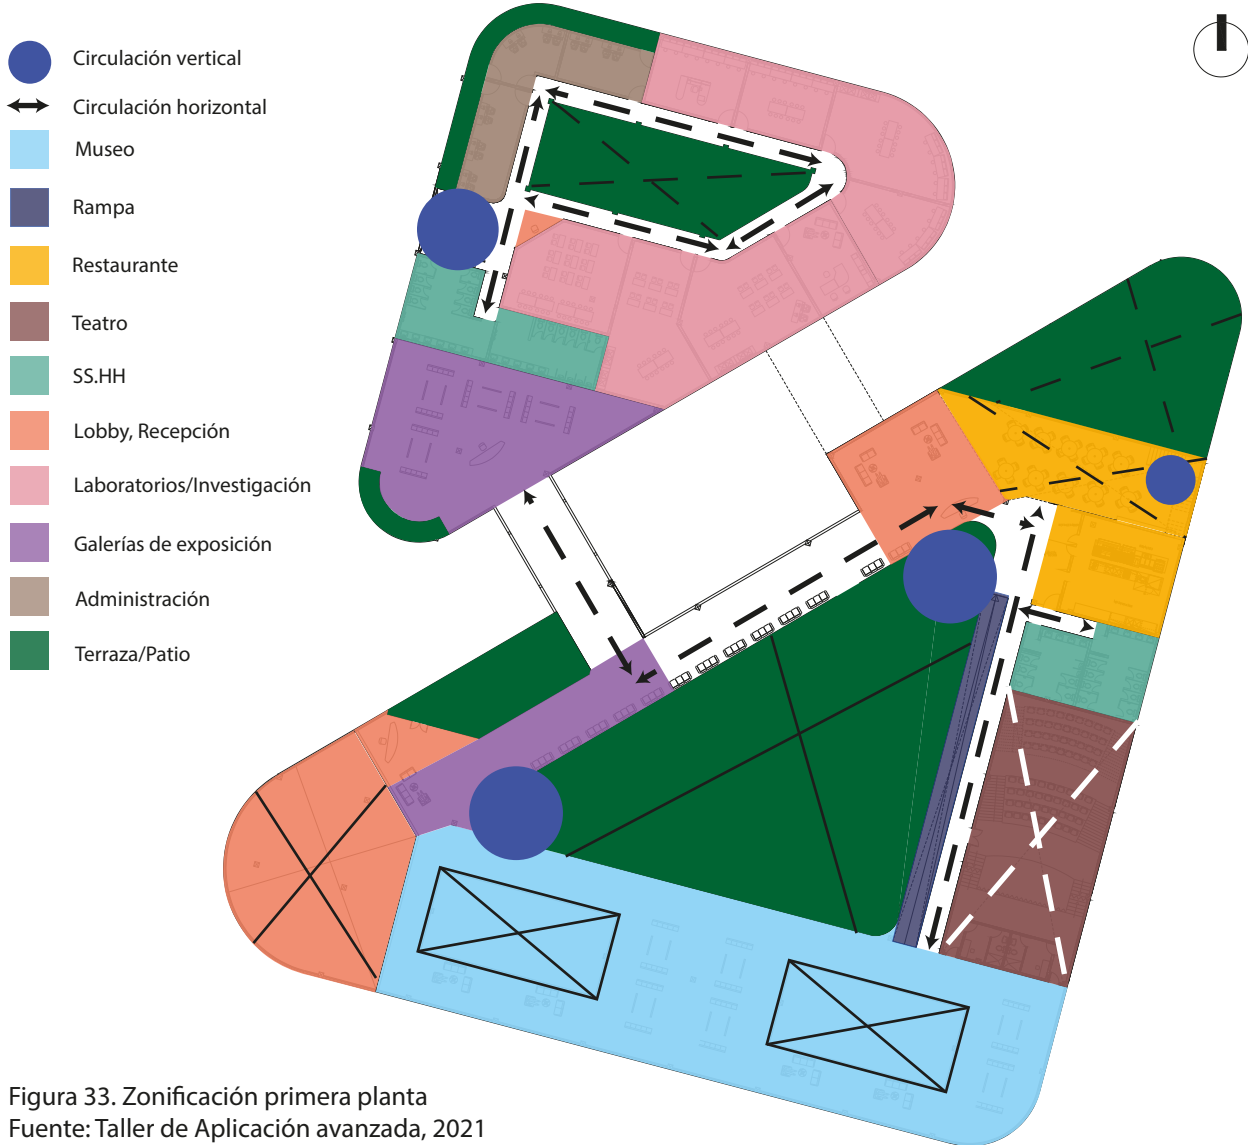 Circulación vertical
Circulación horizontal
Museo
Rampa
Restaurante
Teatro
SS.HH
Lobby, Recepción
Laboratorios/Investigación
Galerías de exposición
Administración
Terraza/Patio
Figura 33. Zonificación primera planta
Fuente: Taller de Aplicación avanzada, 2021